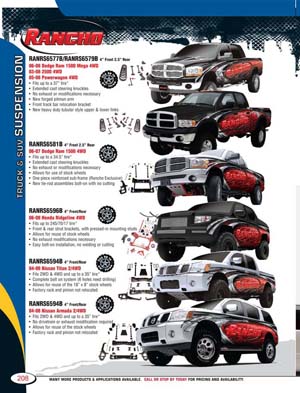 RANCHO
TRUCK & SUV SUSPENSION
RANRS6577B/RANRS6579B 4" Front 2.5" Rear
06-08 Dodge Ram 1500 Mega 4WD
03-08 2500 4WD
05-08 Powerwagon 4WD
• Fits up to a 37" tire*
• Extended cast steering knuckles
• No exhaust or modifications necessary
• New forged pitman arm
• Front track bar relocation bracket
• New heavy duty tubular style upper & lower links
RANRS6581B 4" Front 2.5" Rear
06-07 Dodge Ram 1500 4WD
• Fits up to a 34.5" tire*
• Extended cast steering knuckles
• No exhaust or modifications necessary
• Allows for use of stock wheels
• One piece reinforced sub-frame (Rancho Exclusive)
• New tie-rod assemblies bolt-on with no cutting
RANRS6596B 4" Front/Rear
06-08 Honda Ridgeline 4WD
• Fits up to 245/70/17 tire*
• Front & rear strut brackets, with pressed-in mounting studs
• Allows for reuse of stock wheels
• No exhaust modifications necessary
• Easy bolt-on installation, no welding or cutting
RANRS6594B 4" Front/Rear
04-08 Nissan Titan 2/4WD
• Fits 2WD & 4WD and up to a 35" tire*
• Complete bolt on problem (6 holes need drilling)
• Allows for reuse of the 18" x 8" stock wheels
• Factory rack and pinion not relocated
RANRS6594B 4" Front/Rear
04-08 Nissan Armada 2/4WD
• Fits 2WD & 4WD and up to a 35" tire*
• No drivetrain or exhaust modification required
• Allows for reuse of the stock wheels
• Factory rack and pinion not relocated
208
MANY MORE PRODUCTS & APPLICATIONS AVAILABLE. CALL OR STOP BY TODAY FOR PRICING AND AVAILABILITY!